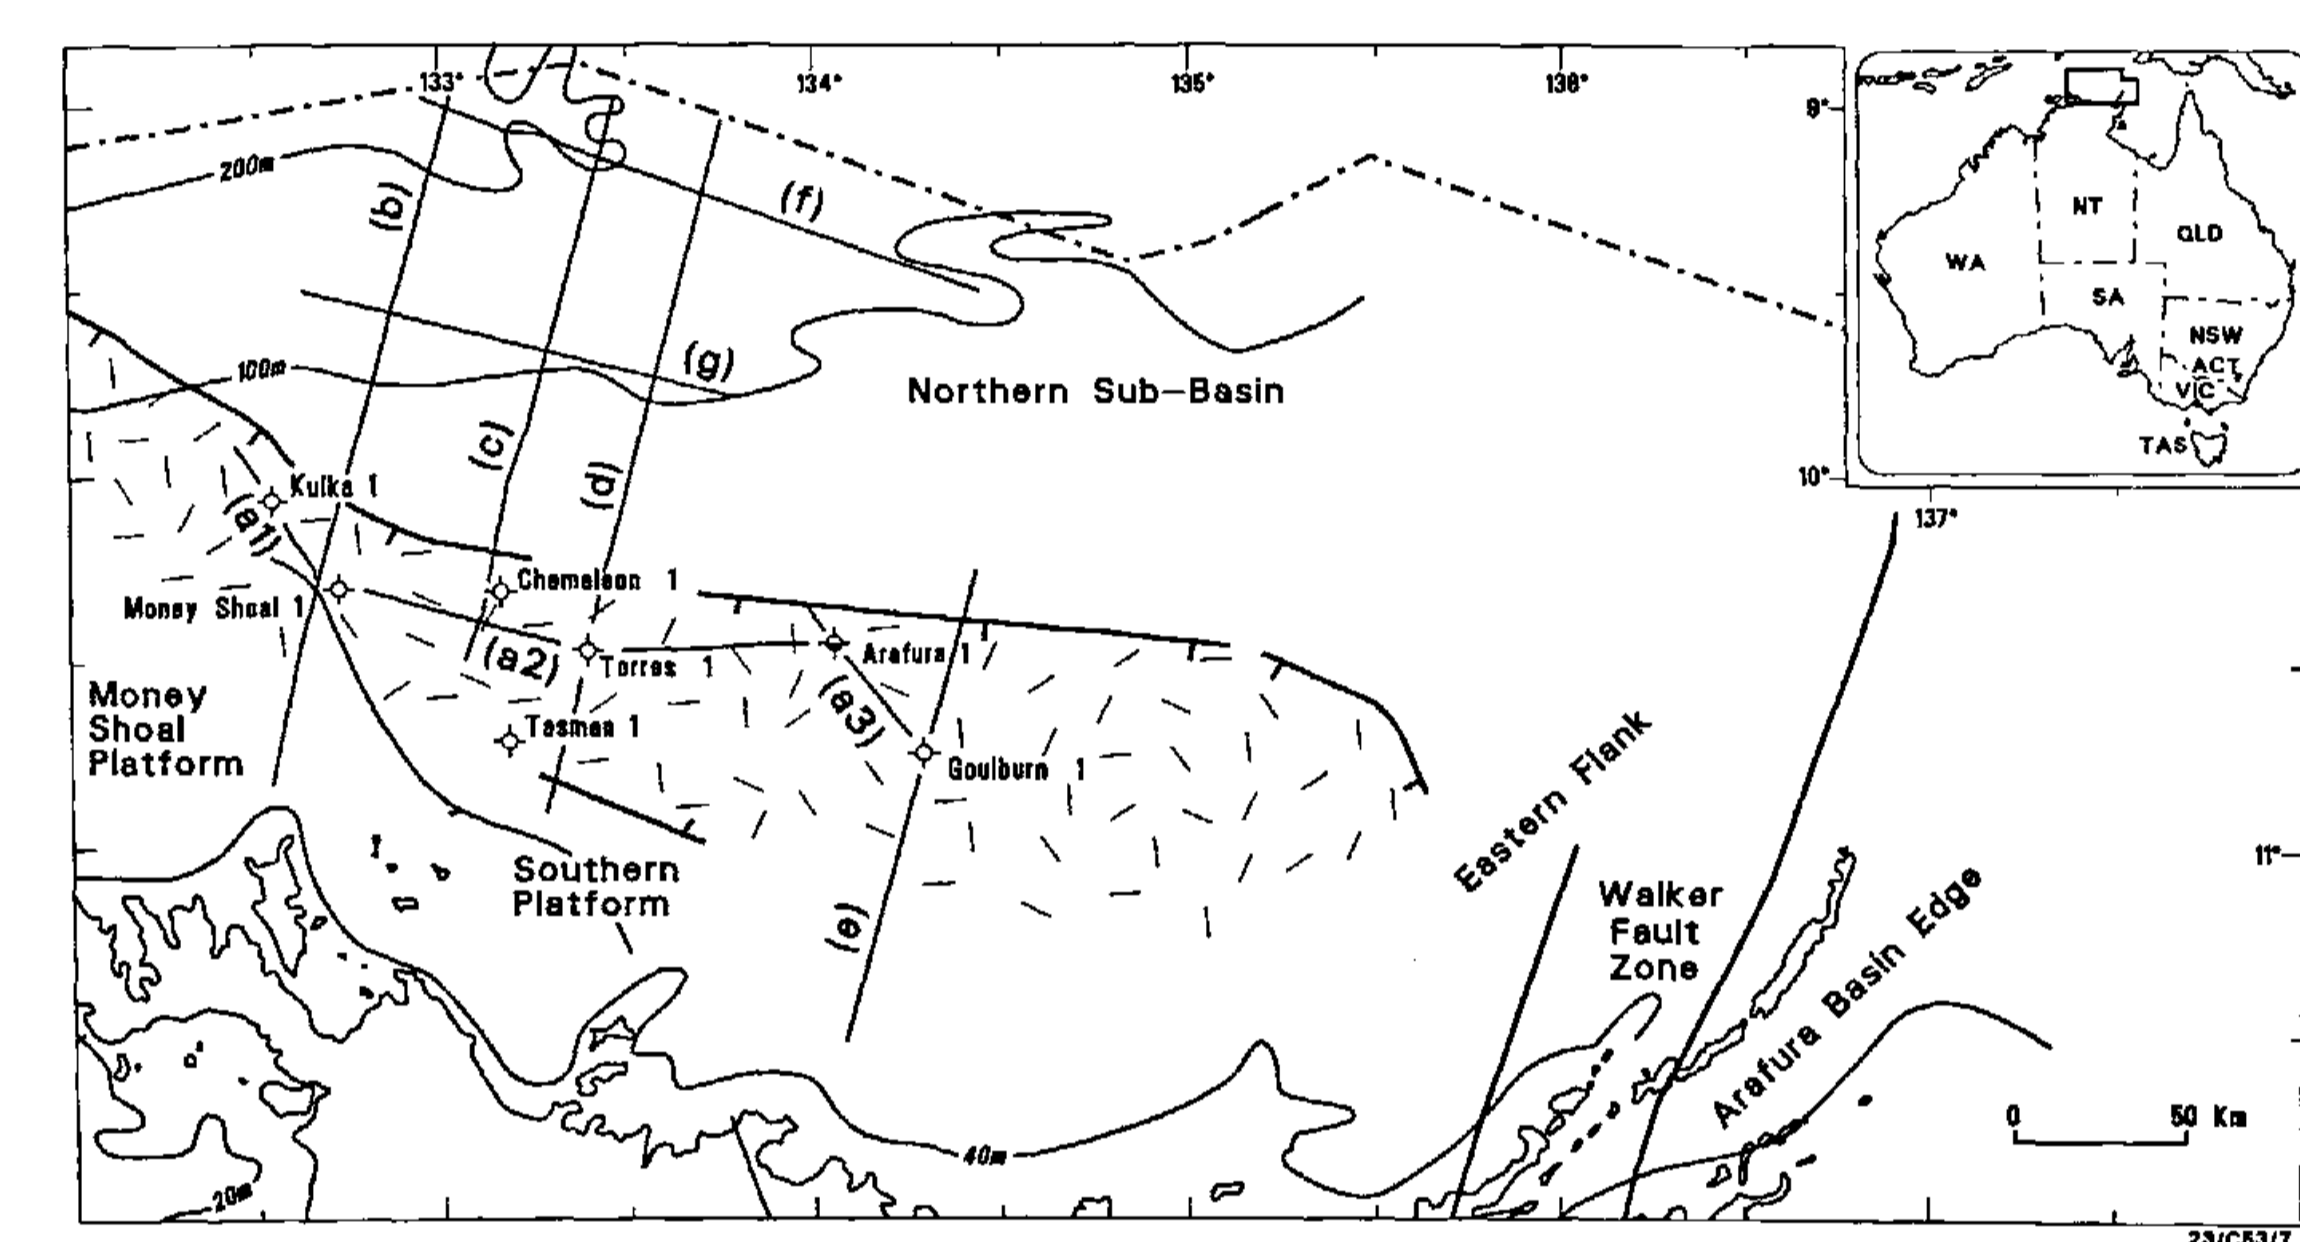 133°
134°
135°
136°
9°
200m
(b)
(f)
NT
QLD
WA
SA
NSW
ACT
VIC
TAS
100m
(g)
Northern Sub-Basin
(c)
(d)
10°
137°
Kulka 1
(a1)
Chameleon 1
Money Shoal 1
(a2)
Torres 1
Arafura 1
(a3)
Money
Shoal
Platform
Tasman 1
Goulburn 1
Eastern Flank
Southern
Platform
(e)
Walker
Fault
Zone
11°
Arafura Basin Edge
0 50 Km
40m
20m
23/C53/7